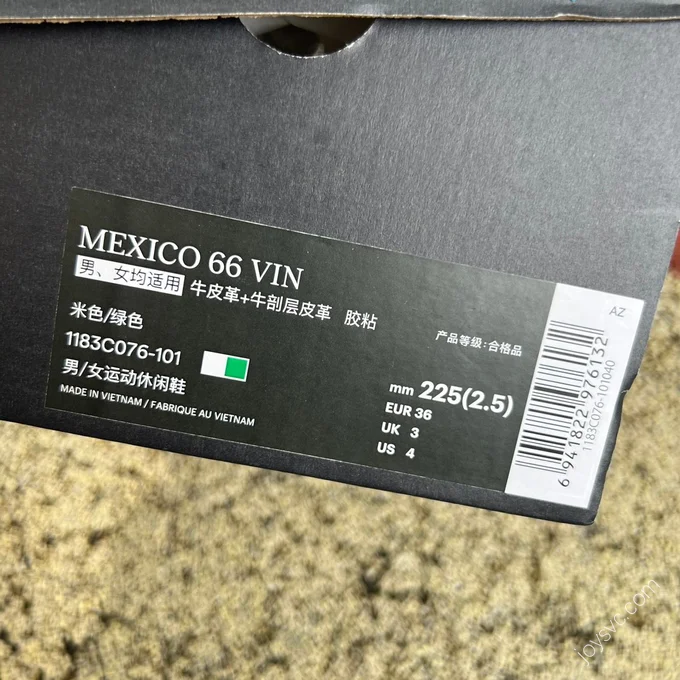 MEXICO 66 VIN
男、女均适用 牛皮革+牛剖层皮革 胶粘
米色/绿色
产品等级:合格品
1183C076-101
男/女运动休闲鞋
MADE IN VIETNAM / FABRIQUE AU VIETNAM
mm 225(2.5)
EUR 36
UK 3
US 4
AZ
6 941822 976132
1183C076-101040
joysvc.com